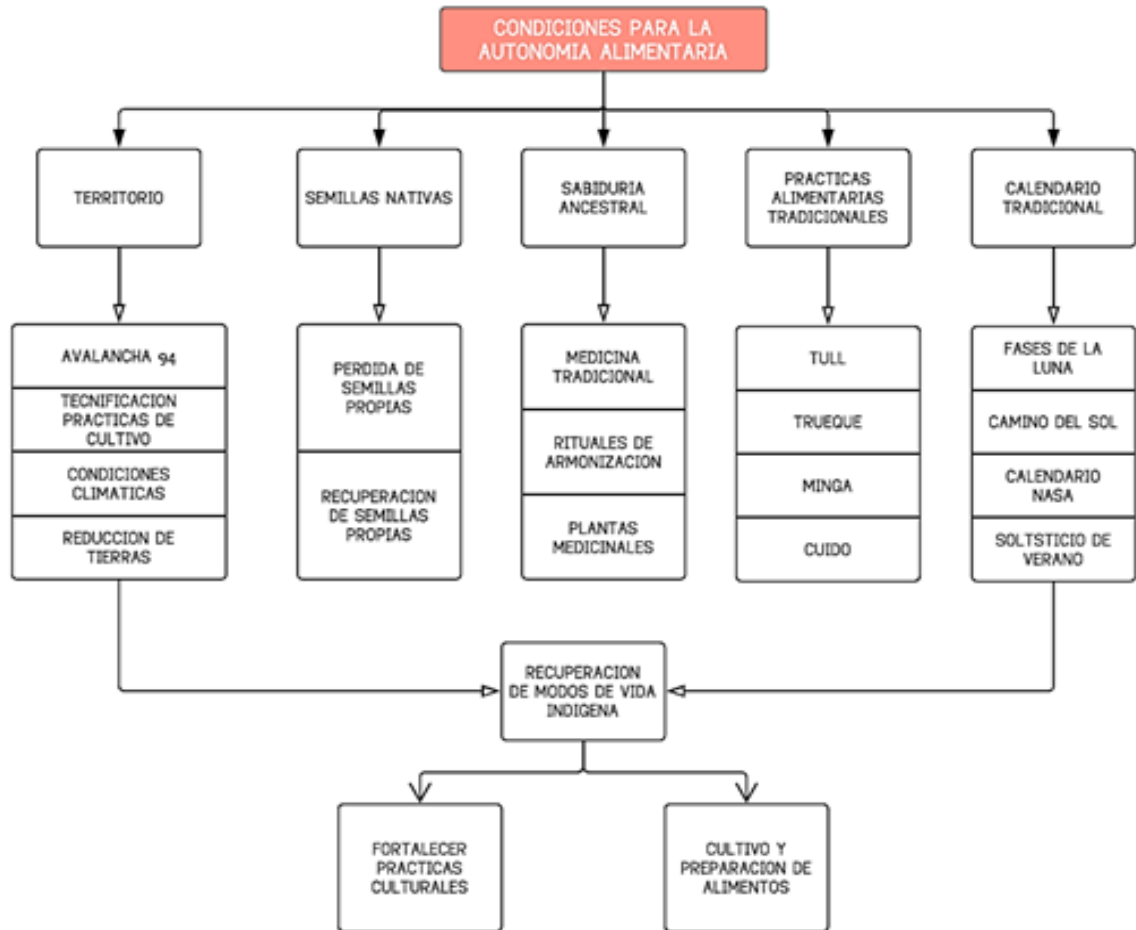 CONDICIONES PARA LA
AUTONOMIA ALIMENTARIA
TERRITORIO
SEMILLAS NATIVAS
SABIDURIA
ANCESTRAL
PRACTICAS
ALIMENTARIAS
TRADICIONALES
CALENDARIO
TRADICIONAL
AVALANCHA 94
TECNIFICACION
PRACTICAS DE
CULTIVO
CONDICIONES
CLIMATICAS
REDUCCION DE
TIERRAS
PERDIDA DE
SEMILLAS
PROPIAS
RECUPERACION
DE SEMILLAS
PROPIAS
MEDICINA
TRADICIONAL
RITUALES DE
ARMONIZACION
PLANTAS
MEDICINALES
TULL
TRUEQUE
MINGA
CUIDO
FASES DE LA
LUNA
CAMINO DEL SOL
CALENDARIO
NASA
SOLTSTICIO DE
VERANO
RECUPERACION
DE MODOS DE VIDA
INDIGENA
FORTALECER
PRACTICAS
CULTURALES
CULTIVO Y
PREPARACION DE
ALIMENTOS